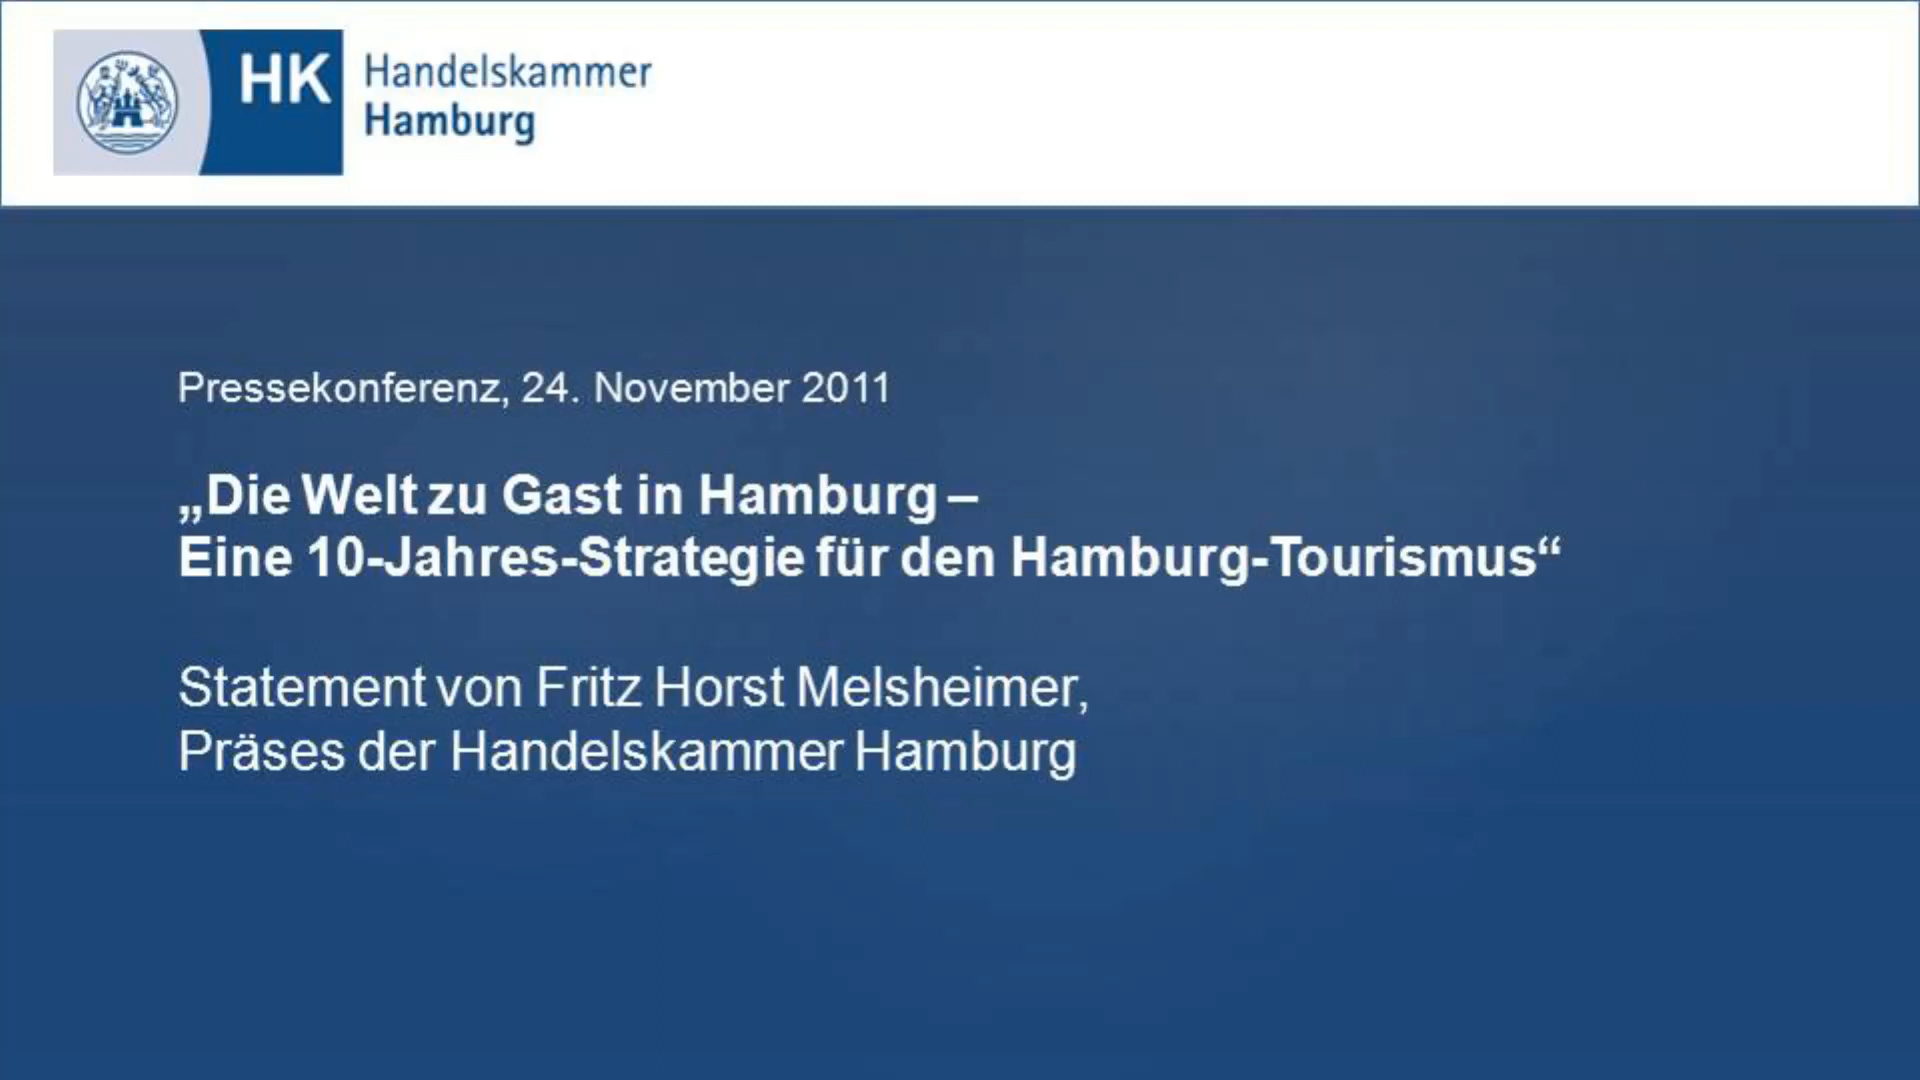 HK
Handelskammer
Hamburg
Pressekonferenz, 24. November 2011
„Die Welt zu Gast in Hamburg –
Eine 10-Jahres-Strategie für den Hamburg-Tourismus“
Statement von Fritz Horst Melsheimer,
Präses der Handelskammer Hamburg